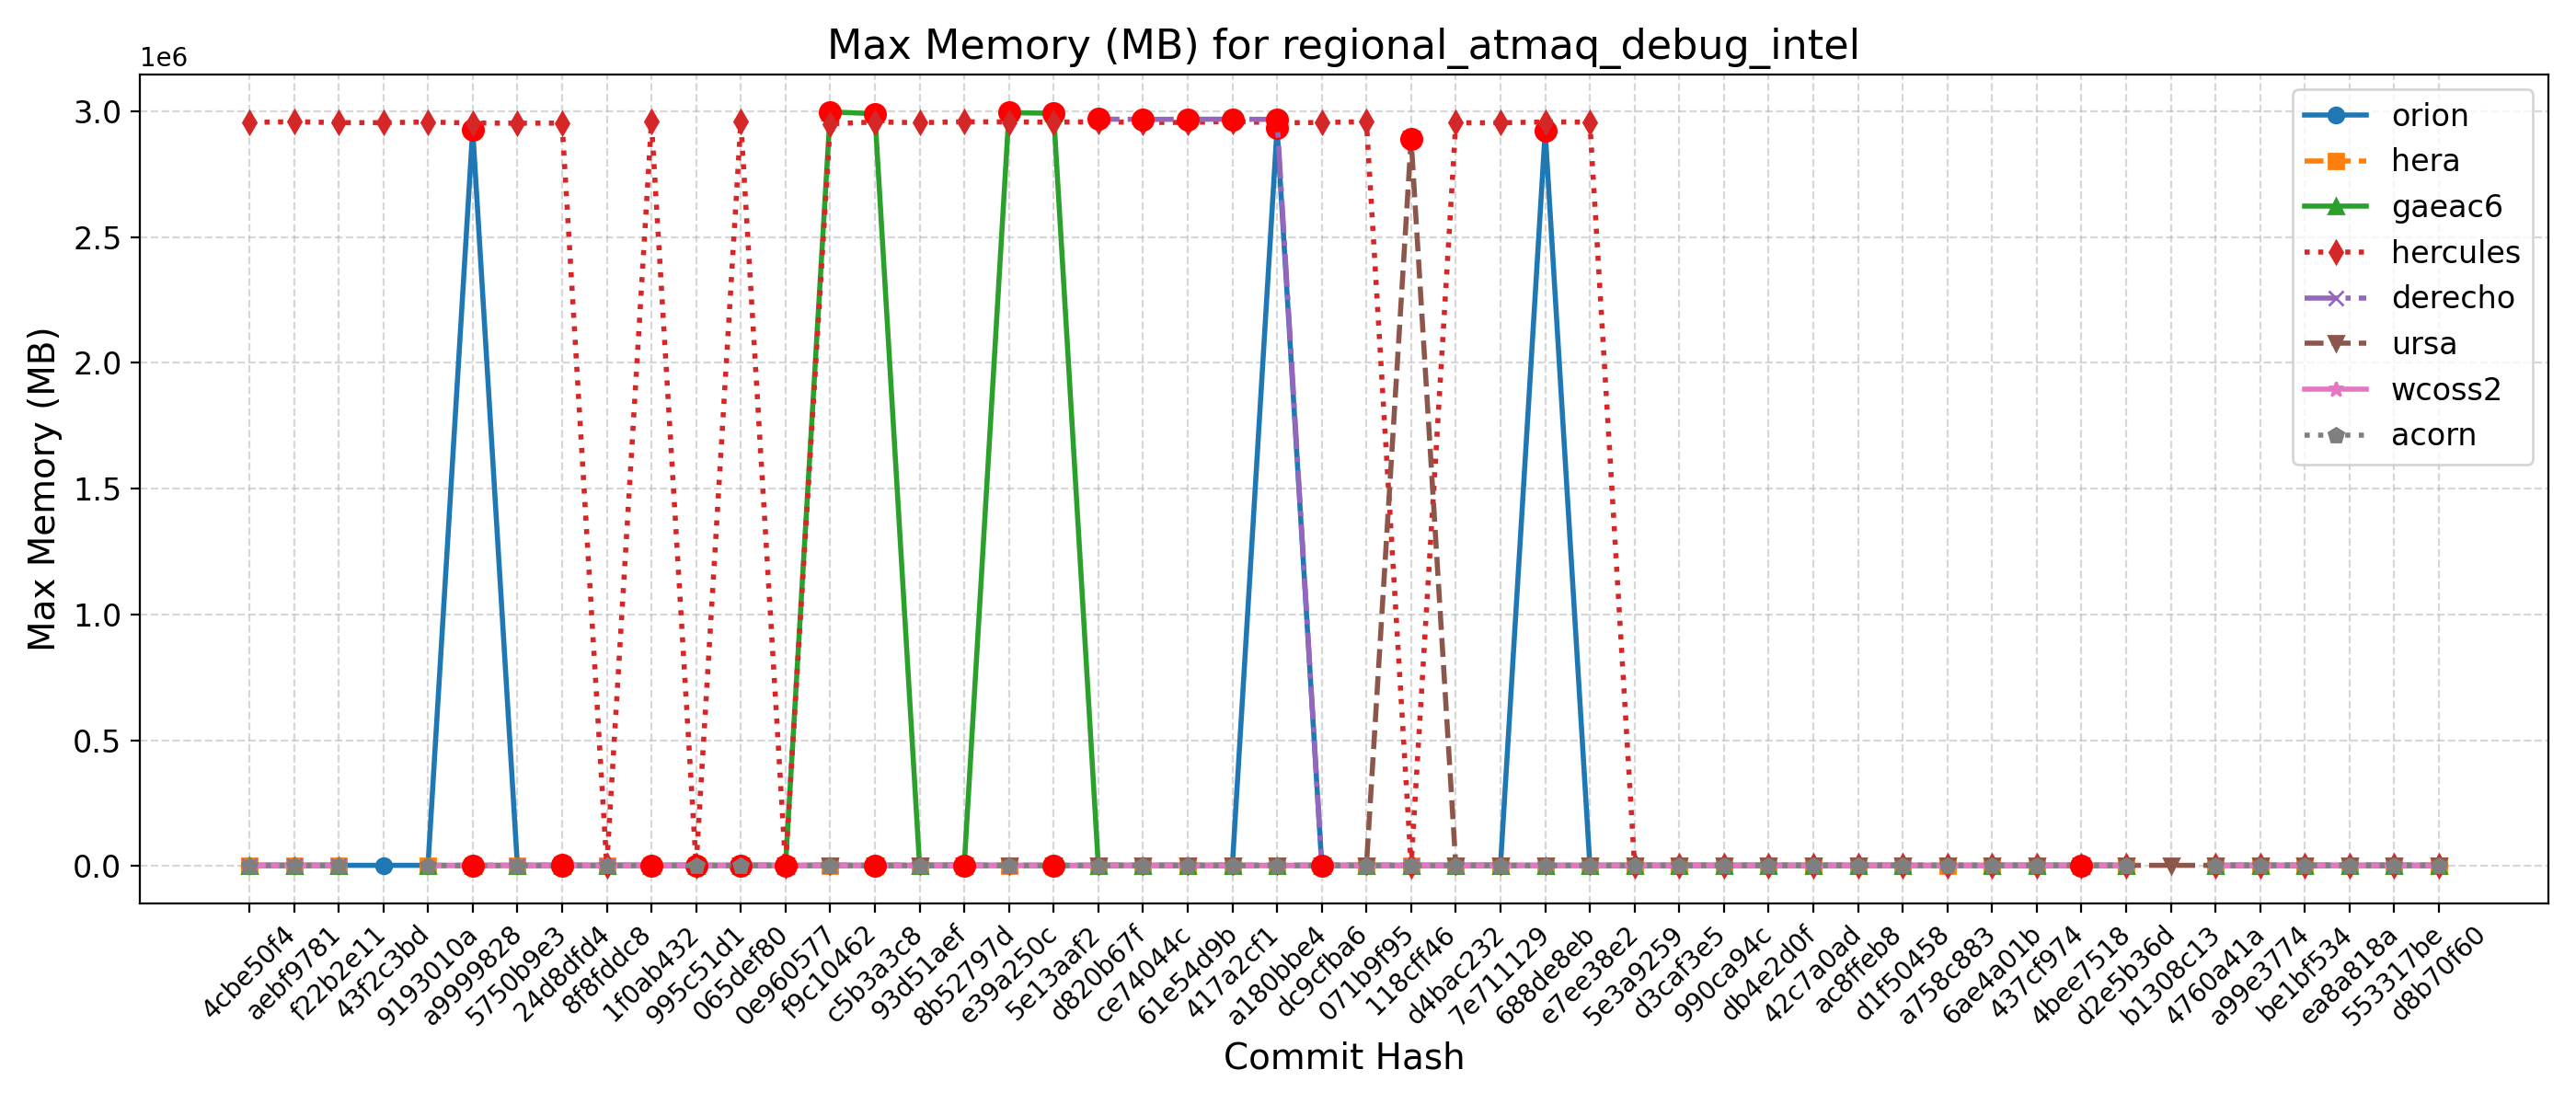 Max Memory (MB) for regional_atmaq_debug_intel
1e6
3.0
2.5
2.0
1.5
1.0
0.5
0.0
Max Memory (MB)
orion
hera
gaeac6
hercules
derecho
ursa
wcoss2
acorn
4cbe50f4
aebf9781
f22b2e11
43f2c3bd
9193010a
a9999828
5750b9e3
24d8dfd4
8f8fddc8
1f0ab432
995c51d1
065def80
0e960577
f9c10462
c5b3a3c8
93d51aef
8b52797d
e39a250c
5e13aaf2
d820b67f
ce74044c
61e54d9b
417a2cf1
a180bbe4
dc9cfba6
071b9f95
118cff46
d4bac232
7e711129
688de8eb
e7ee38e2
5e3a9259
d3caf3e5
990ca94c
db4e2d0f
42c7a0ad
ac8ffeb8
d1f50458
a758c883
6ae4a01b
437cf974
4bee7518
d2e5b36d
b1308c13
4760a41a
a99e3774
be1bf534
ea8a818a
553317be
d8b70f60
Commit Hash